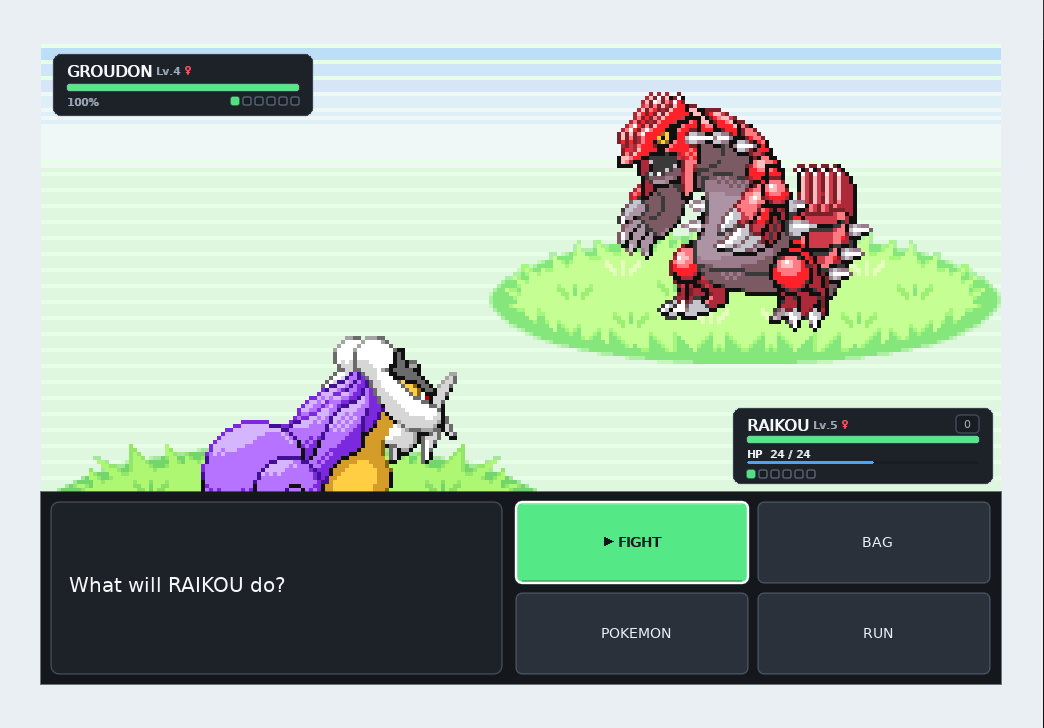 GROUDON Lv.4 ♀
100%
RAIKOU Lv.5 ♀ 0
HP 24 / 24
What will RAIKOU do?
▶ FIGHT
BAG
POKEMON
RUN